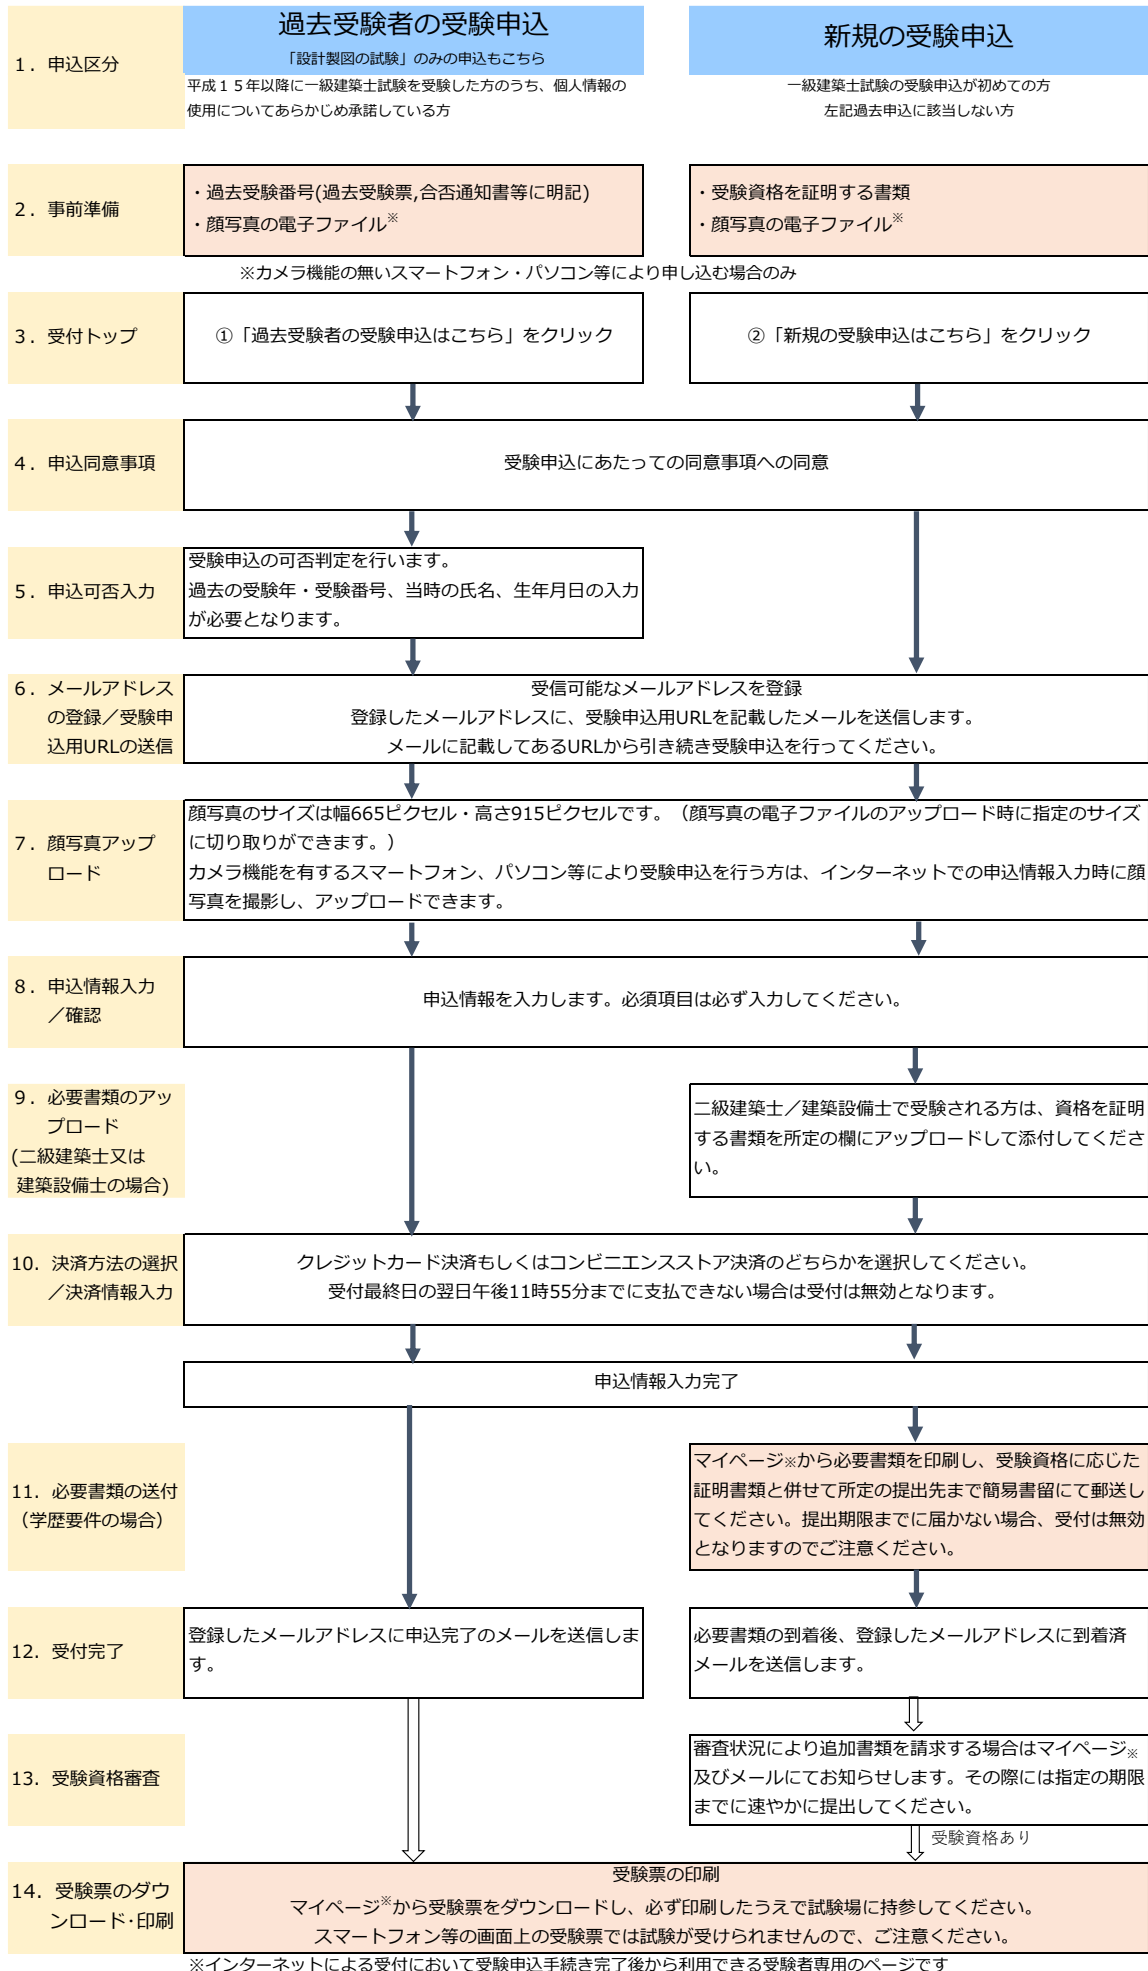 1．申込区分
過去受験者の受験申込
「設計製図の試験」のみの申込もこちら
平成１５年以降に一級建築士試験を受験した方のうち、個人情報の
使用についてあらかじめ承諾している方
新規の受験申込
一級建築士試験の受験申込が初めての方
左記過去申込に該当しない方
2．事前準備
・過去受験番号(過去受験票,合否通知書等に明記)
・顔写真の電子ファイル※
・受験資格を証明する書類
・顔写真の電子ファイル※
※カメラ機能の無いスマートフォン・パソコン等により申し込む場合のみ
3．受付トップ
①「過去受験者の受験申込はこちら」をクリック
②「新規の受験申込はこちら」をクリック
4．申込同意事項
受験申込にあたっての同意事項への同意
5．申込可否入力
受験申込の可否判定を行います。
過去の受験年・受験番号、当時の氏名、生年月日の入力
が必要となります。
6．メールアドレス
の登録／受験申
込用URLの送信
受信可能なメールアドレスを登録
登録したメールアドレスに、受験申込用URLを記載したメールを送信します。
メールに記載してあるURLから引き続き受験申込を行ってください。
7．顔写真アップ
ロード
顔写真のサイズは幅665ピクセル・高さ915ピクセルです。（顔写真の電子ファイルのアップロード時に指定のサイズ
に切り取りができます。）
カメラ機能を有するスマートフォン、パソコン等により受験申込を行う方は、インターネットでの申込情報入力時に顔
写真を撮影し、アップロードできます。
8．申込情報入力
／確認
申込情報を入力します。必須項目は必ず入力してください。
9．必要書類のアッ
プロード
(二級建築士又は
建築設備士の場合)
二級建築士／建築設備士で受験される方は、資格を証明
する書類を所定の欄にアップロードして添付してくださ
い。
10．決済方法の選択
／決済情報入力
クレジットカード決済もしくはコンビニエンスストア決済のどちらかを選択してください。
受付最終日の翌日午後11時55分までに支払できない場合は受付は無効となります。
申込情報入力完了
11．必要書類の送付
（学歴要件の場合）
マイページ※から必要書類を印刷し、受験資格に応じた
証明書類と併せて所定の提出先まで簡易書留にて郵送し
てください。提出期限までに届かない場合、受付は無効
となりますのでご注意ください。
12．受付完了
登録したメールアドレスに申込完了のメールを送信しま
す。
必要書類の到着後、登録したメールアドレスに到着済
メールを送信します。
13．受験資格審査
審査状況により追加書類を請求する場合はマイページ※
及びメールにてお知らせします。その際には指定の期限
までに速やかに提出してください。
受験資格あり
14．受験票のダウ
ンロード･印刷
受験票の印刷
マイページ※から受験票をダウンロードし、必ず印刷したうえで試験場に持参してください。
スマートフォン等の画面上の受験票では試験が受けられませんので、ご注意ください。
※インターネットによる受付において受験申込手続き完了後から利用できる受験者専用のページです